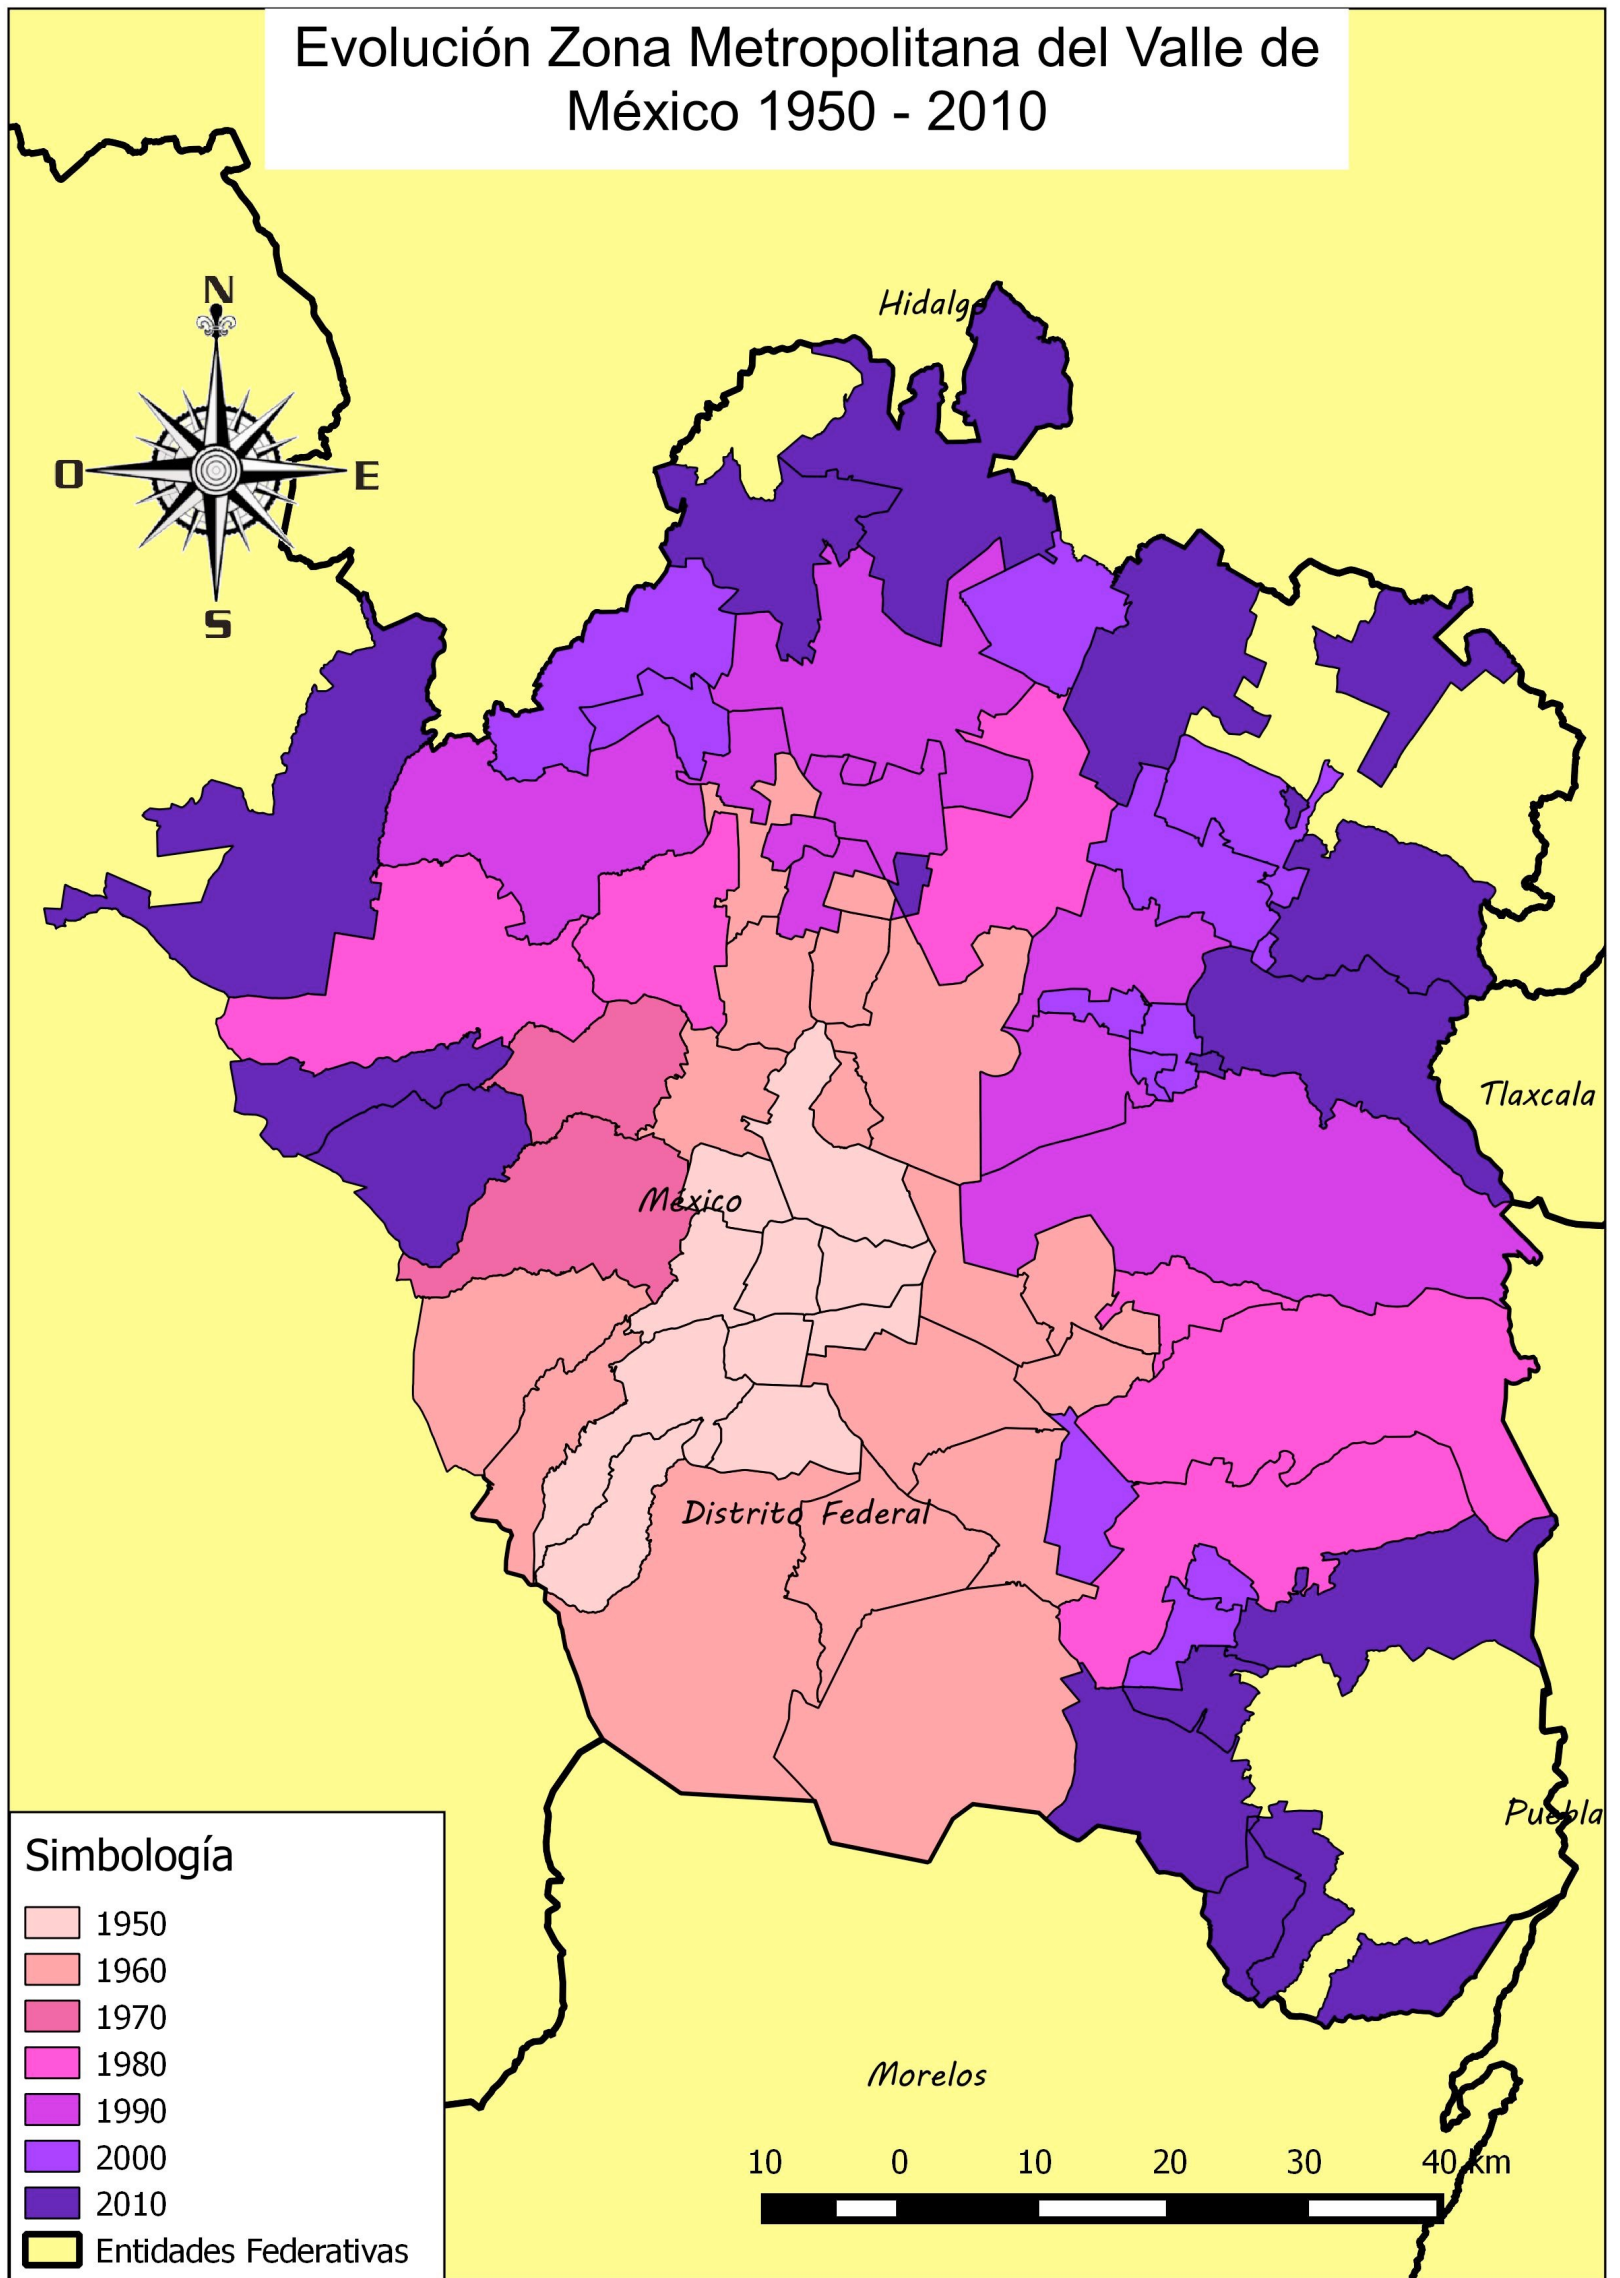 Evolución Zona Metropolitana del Valle de
México 1950 - 2010
Hidalgo
N
O
E
S
Tlaxcala
México
Distrito Federal
Puebla
Morelos
Simbología
1950
1960
1970
1980
1990
2000
2010
Entidades Federativas
10 0 10 20 30 40 km